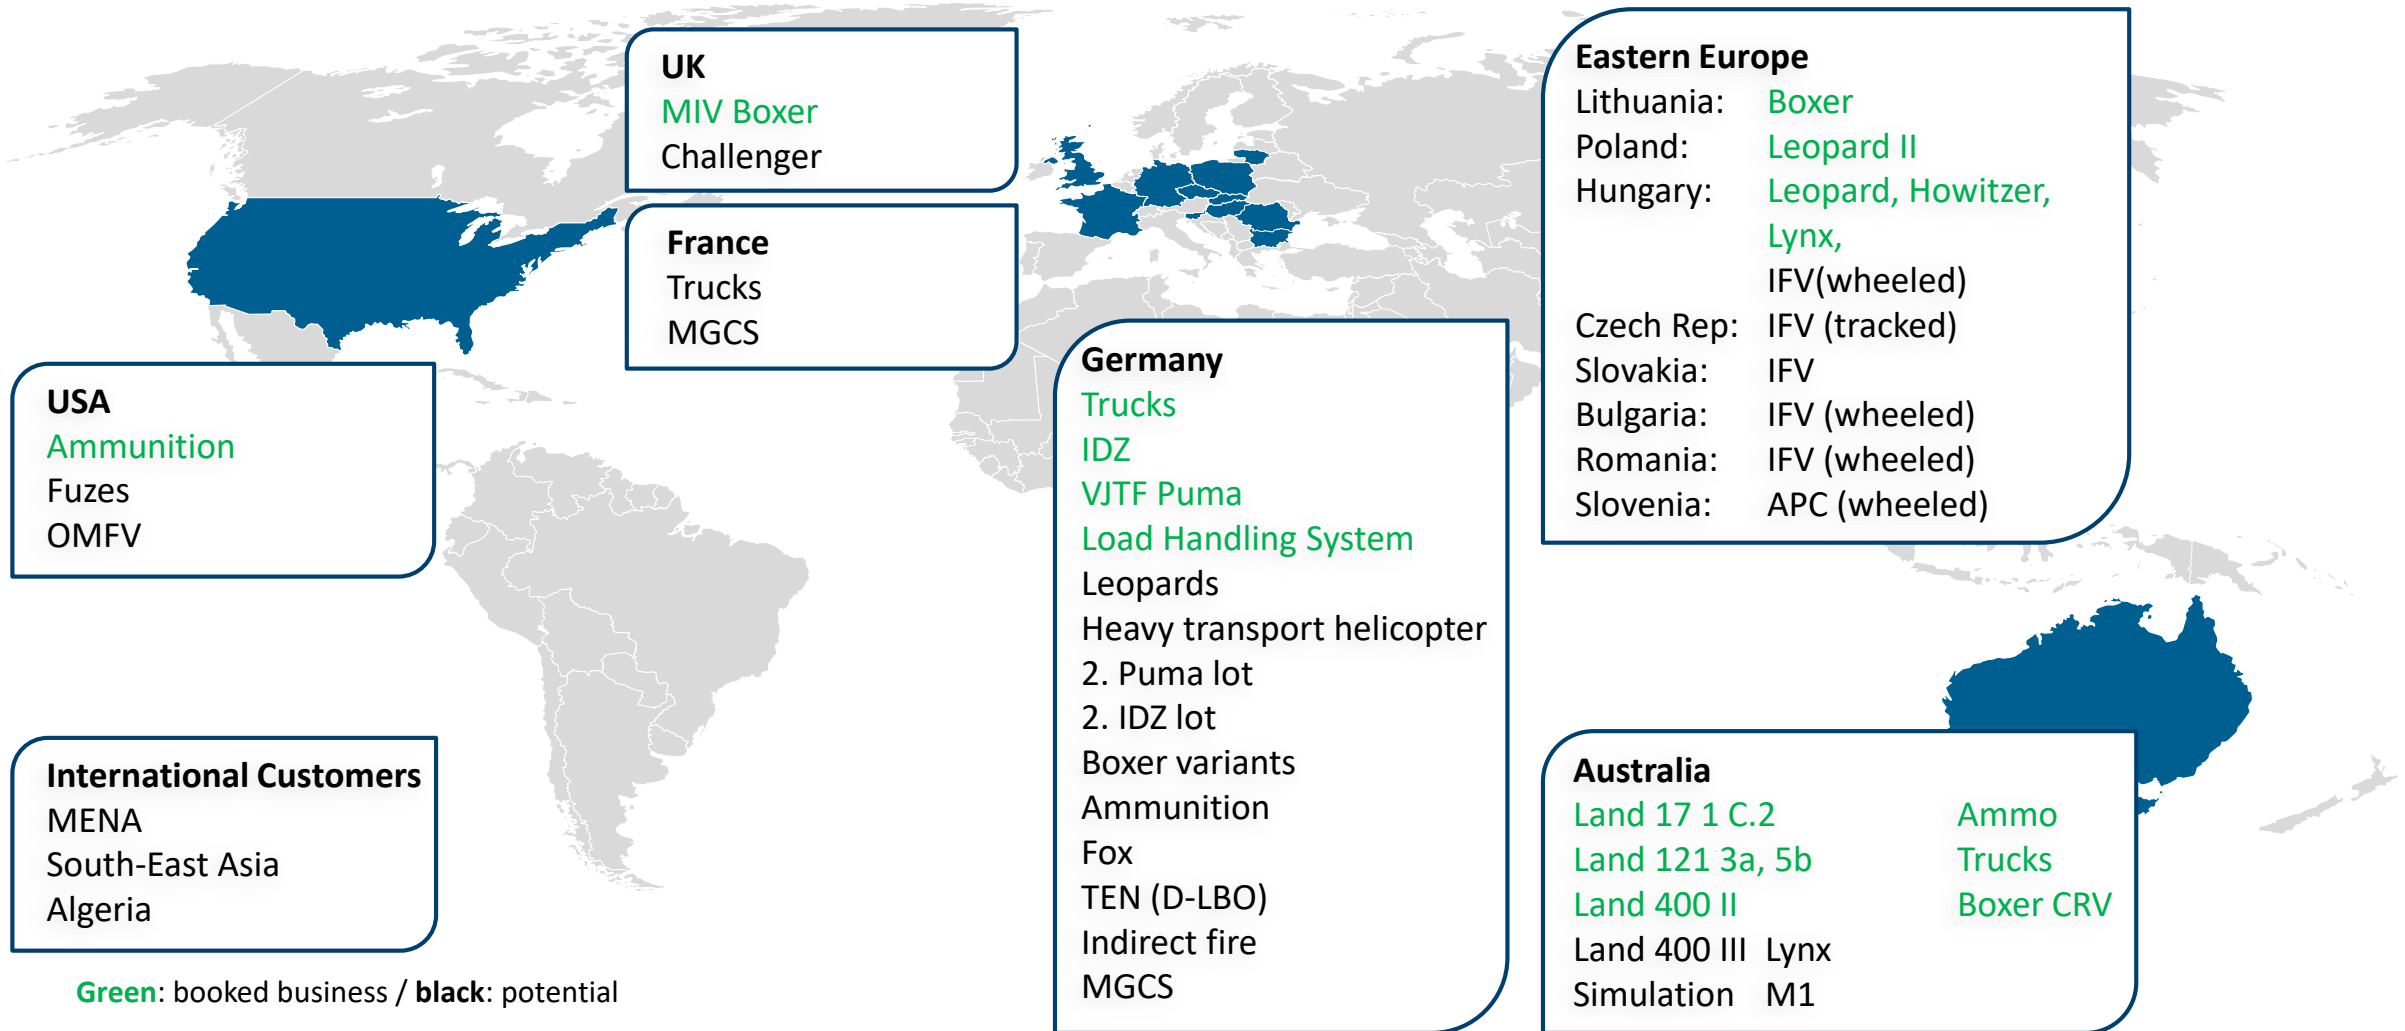 UK
MIV Boxer
Challenger
France
Trucks
MGCS
USA
Ammunition
Fuzes
OMFV
International Customers
MENA
South-East Asia
Algeria
Green: booked business / black: potential
Germany
Trucks
IDZ
VJTF Puma
Load Handling System
Leopards
Heavy transport helicopter
2. Puma lot
2. IDZ lot
Boxer variants
Ammunition
Fox
TEN (D-LBO)
Indirect fire
MGCS
Eastern Europe
Lithuania: Boxer
Poland: Leopard II
Hungary: Leopard, Howitzer,
Lynx,
IFV(wheeled)
Czech Rep: IFV (tracked)
Slovakia: IFV
Bulgaria: IFV (wheeled)
Romania: IFV (wheeled)
Slovenia: APC (wheeled)
Australia
Land 17 1 C.2 Ammo
Land 121 3a, 5b Trucks
Land 400 II Boxer CRV
Land 400 III Lynx
Simulation M1